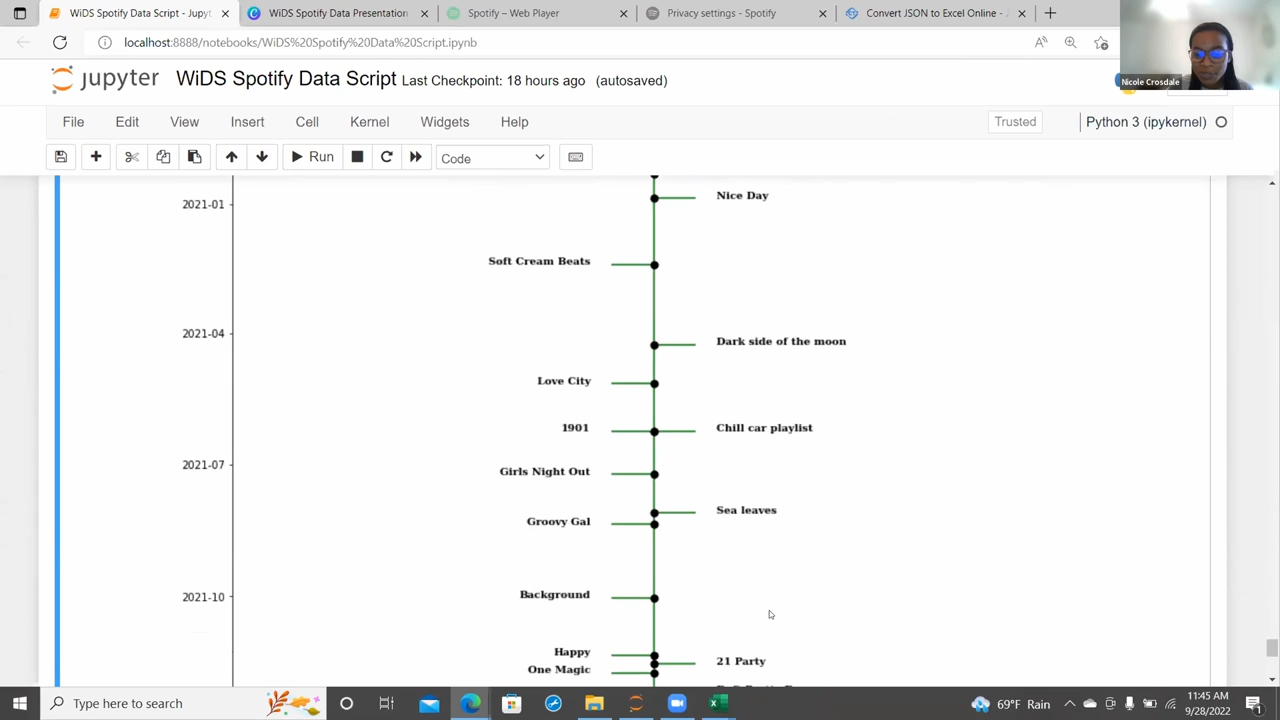 WiDS Spotify Data Script - Jupyt
WiDS Spotify Data Presentation
Spotify – Web Player
Privacy settings - Spotify
Convert JSON to Excel Online -
localhost:8888/notebooks/WiDS%20Spotify%20Data%20Script.ipynb
Nicole Crosdale
jupyter WiDS Spotify Data Script Last Checkpoint: 18 hours ago (autosaved)
File Edit View Insert Cell Kernel Widgets Help
Trusted
Python 3 (ipykernel)
Run
Code
Nice Day
2021-01
Soft Cream Beats
2021-04
Dark side of the moon
Love City
1901
Chill car playlist
2021-07
Girls Night Out
Sea leaves
Groovy Gal
2021-10
Background
Happy
21 Party
One Magic
Type here to search
69°F Rain
11:45 AM
9/28/2022
1